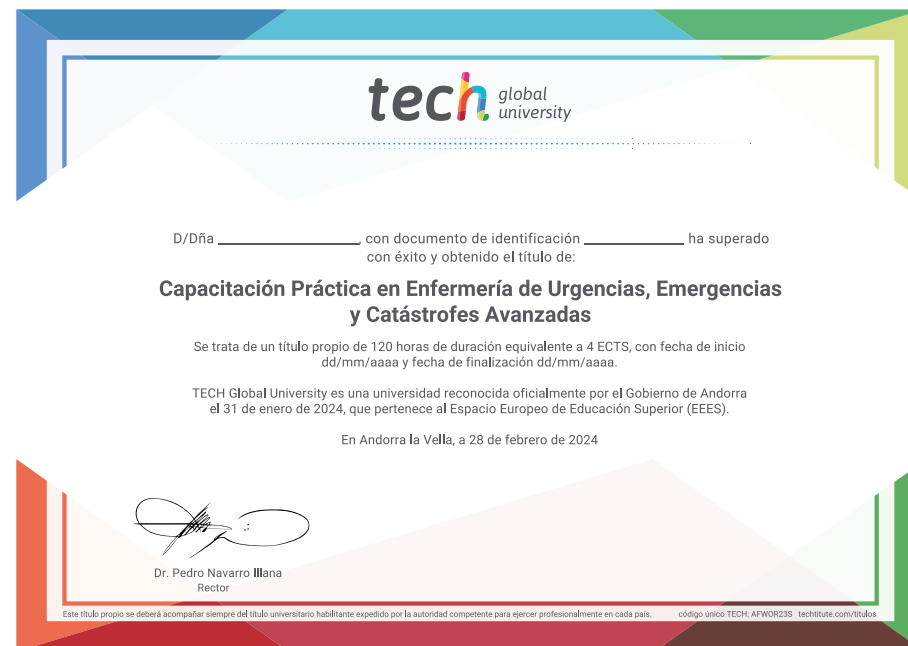 tech global university
D/Dña ______________, con documento de identificación __________ ha superado
con éxito y obtenido el título de:
Capacitación Práctica en Enfermería de Urgencias, Emergencias
y Catástrofes Avanzadas
Se trata de un título propio de 120 horas de duración equivalente a 4 ECTS, con fecha de inicio
dd/mm/aaaa y fecha de finalización dd/mm/aaaa.
TECH Global University es una universidad reconocida oficialmente por el Gobierno de Andorra
el 31 de enero de 2024, que pertenece al Espacio Europeo de Educación Superior (EEES).
En Andorra la Vella, a 28 de febrero de 2024
Dr. Pedro Navarro Illana
Rector
Este título propio se deberá acompañar siempre del título universitario habilitante expedido por la autoridad competente para ejercer profesionalmente en cada país. código único TECH: AFWOR23S techtitute.com/titulos